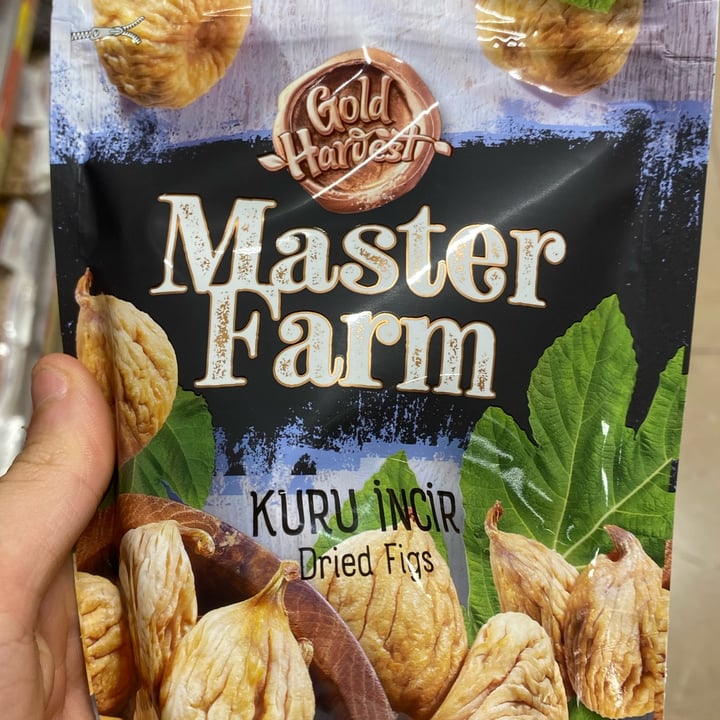 Gold
Harvest
Master
Farm
KURU İNCİR
Dried Figs